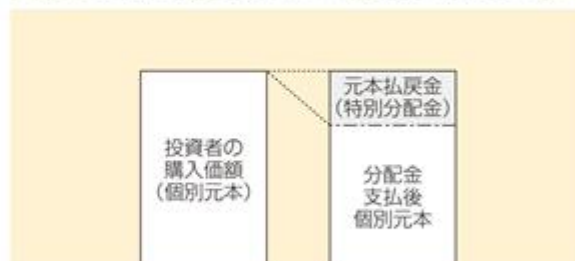 投資者の
購入価額
(個別元本)
元本払戻金
(特別分配金)
分配金
支払後
個別元本